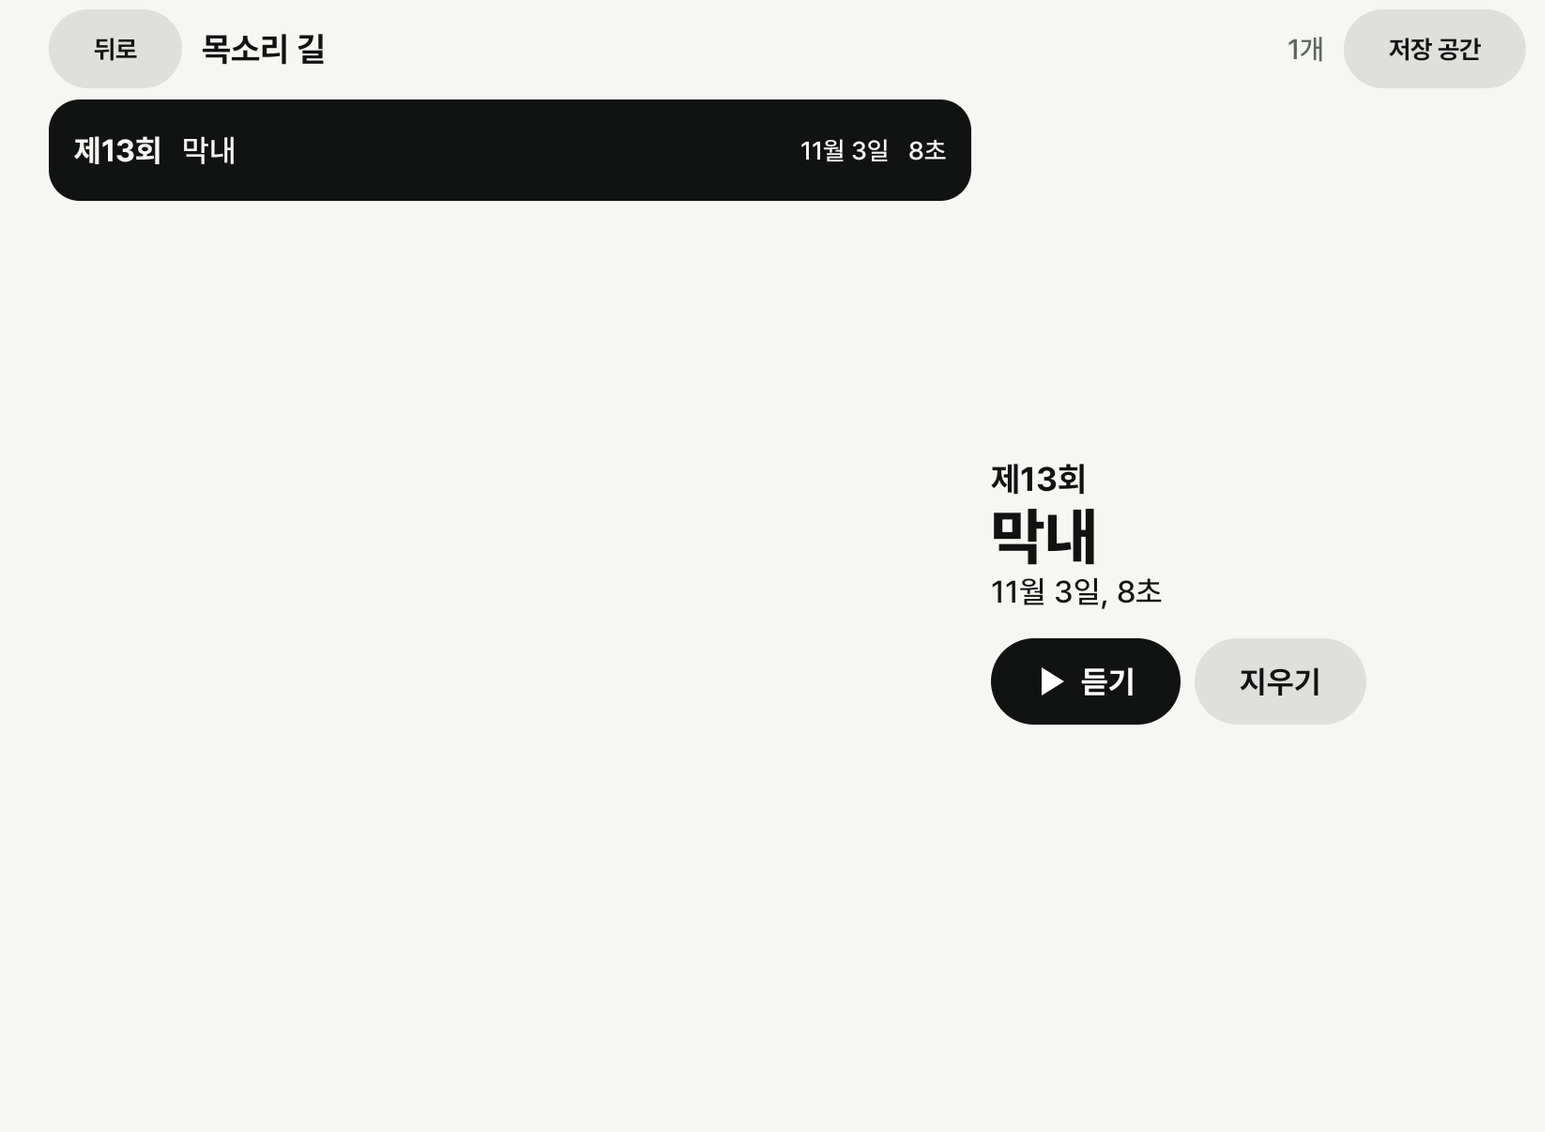 뒤로 목소리 길 1개 저장 공간
제13회 막내 11월 3일 8초
제13회
막내
11월 3일, 8초
▶ 듣기 지우기